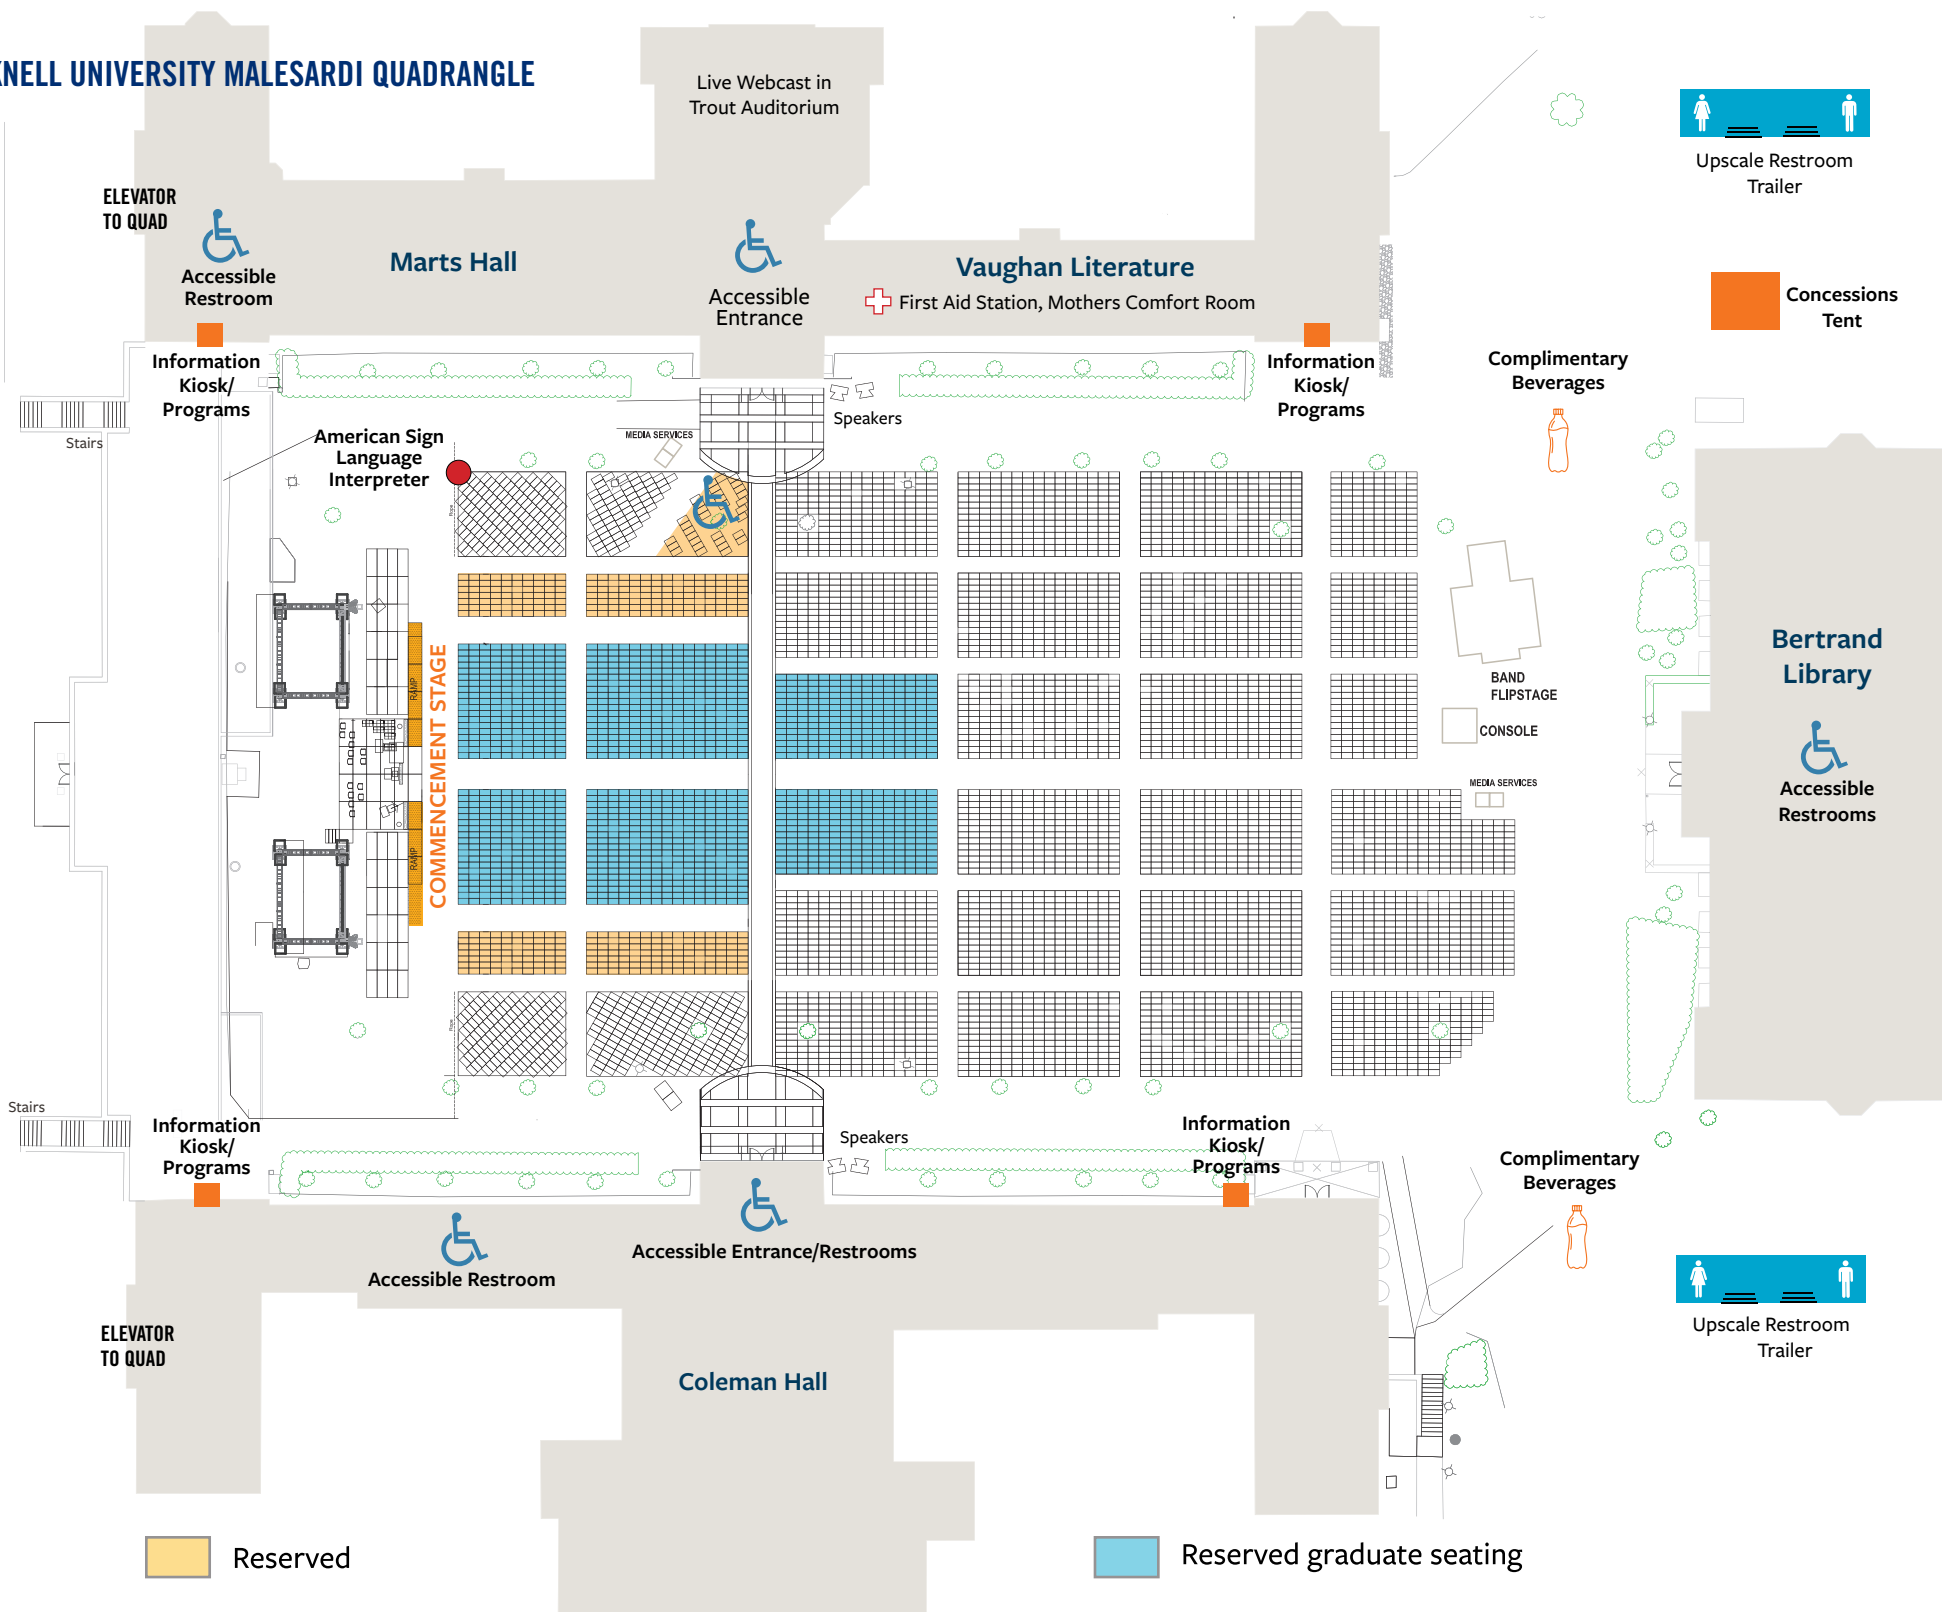 KNELL UNIVERSITY MALESARDI QUADRANGLE
Live Webcast in
Trout Auditorium
Upscale Restroom
Trailer
ELEVATOR
TO QUAD
Accessible
Restroom
Marts Hall
Accessible
Entrance
Vaughan Literature
First Aid Station, Mothers Comfort Room
Concessions
Tent
Information
Kiosk/
Programs
Information
Kiosk/
Programs
Complimentary
Beverages
Stairs
Speakers
American Sign
Language
Interpreter
MEDIA SERVICES
Rope
COMMENCEMENT STAGE
RAMP
RAMP
BAND
FLIPSTAGE
CONSOLE
MEDIA SERVICES
Bertrand
Library
Accessible
Restrooms
Rope
Stairs
Information
Kiosk/
Programs
Speakers
Information
Kiosk/
Programs
Complimentary
Beverages
Accessible Restroom
Accessible Entrance/Restrooms
ELEVATOR
TO QUAD
Coleman Hall
Upscale Restroom
Trailer
Reserved
Reserved graduate seating